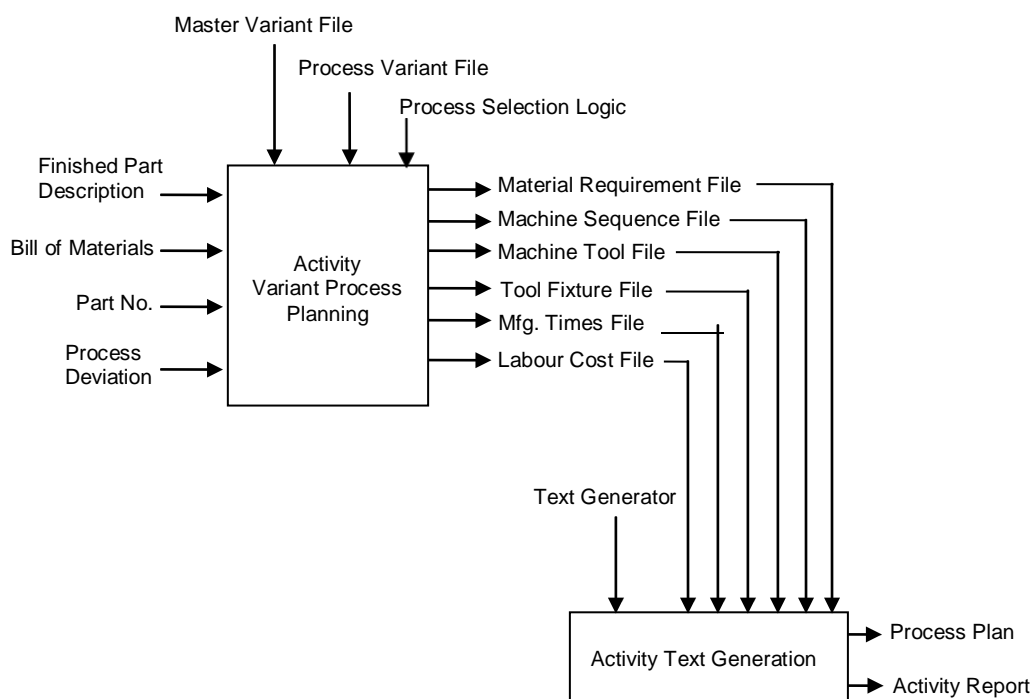 Master Variant File
Process Variant File
Process Selection Logic
Finished Part
Description
Bill of Materials
Part No.
Process
Deviation
Activity
Variant Process
Planning
Material Requirement File
Machine Sequence File
Machine Tool File
Tool Fixture File
Mfg. Times File
Labour Cost File
Text Generator
Activity Text Generation
Process Plan
Activity Report